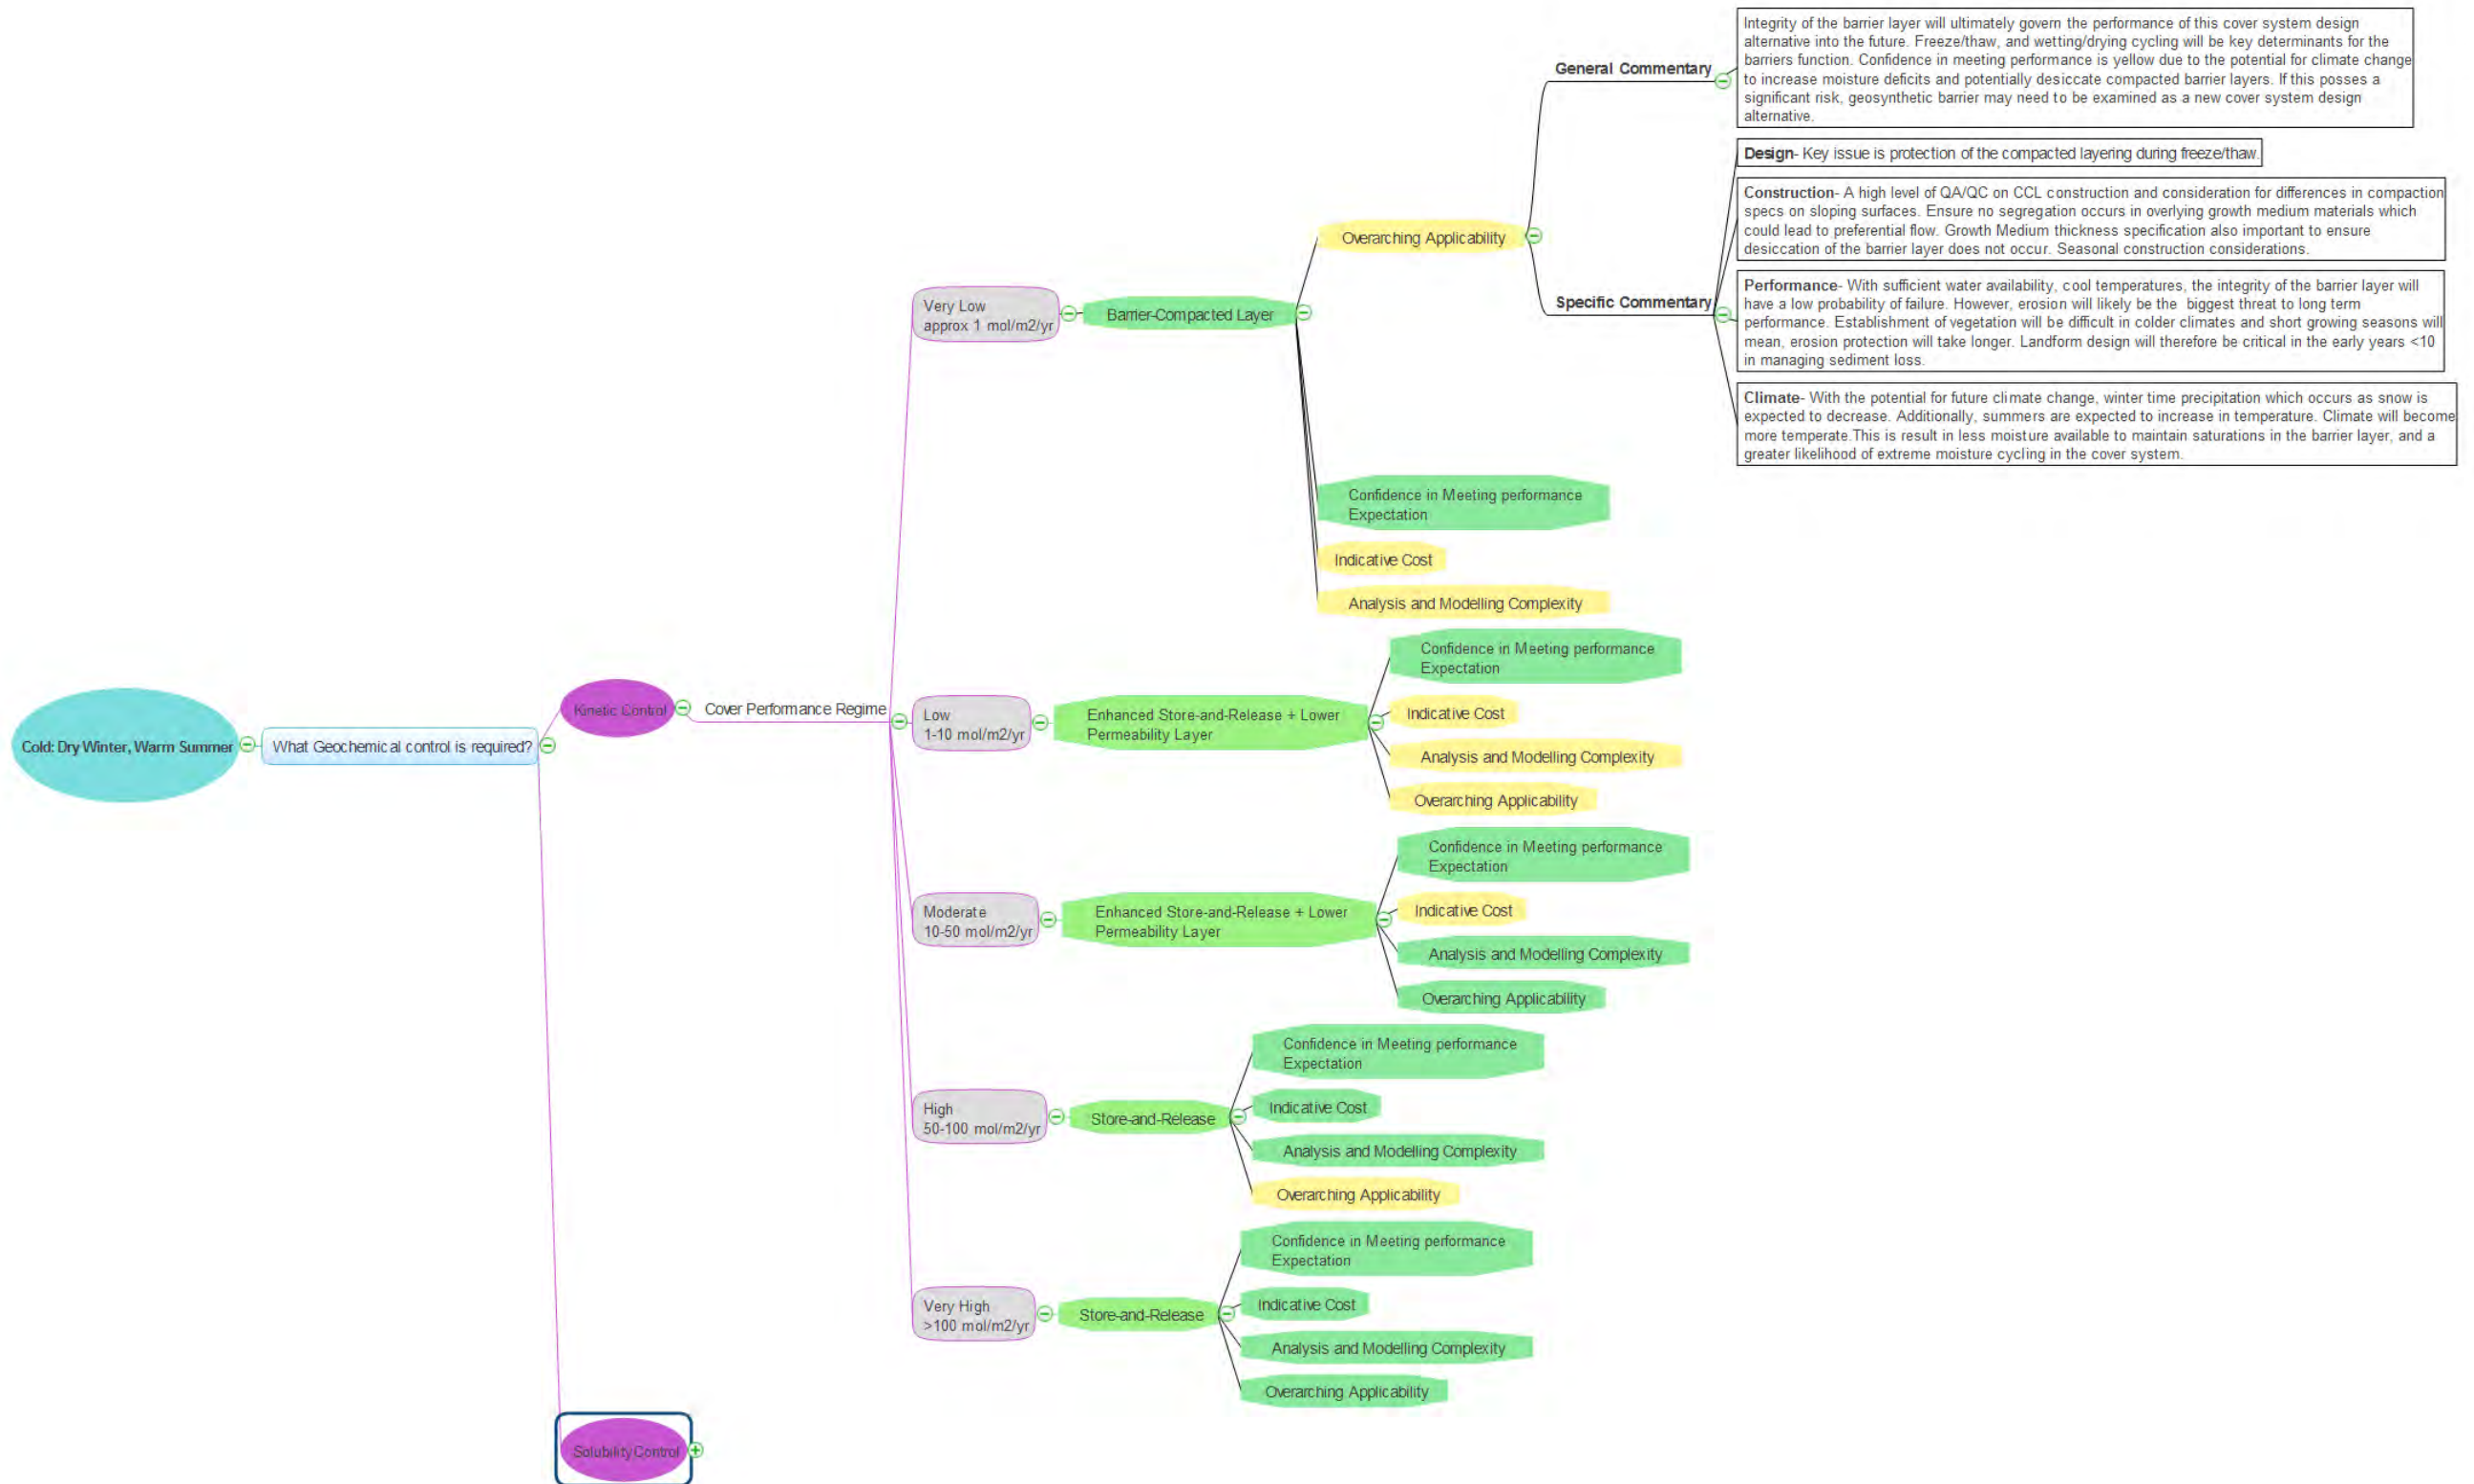 Cold: Dry Winter, Warm Summer
What Geochemical control is required?
Kinetic Control
Cover Performance Regime
Very Low
approx 1 mol/m2/yr
Barrier-Compacted Layer
Overarching Applicability
General Commentary
Integrity of the barrier layer will ultimately govern the performance of this cover system design
alternative into the future. Freeze/thaw, and wetting/drying cycling will be key determinants for the
barriers function. Confidence in meeting performance is yellow due to the potential for climate change
to increase moisture deficits and potentially desiccate compacted barrier layers. If this posses a
significant risk, geosynthetic barrier may need to be examined as a new cover system design
alternative.
Specific Commentary
Design- Key issue is protection of the compacted layering during freeze/thaw.
Construction- A high level of QA/QC on CCL construction and consideration for differences in compaction
specs on sloping surfaces. Ensure no segregation occurs in overlying growth medium materials which
could lead to preferential flow. Growth Medium thickness specification also important to ensure
desiccation of the barrier layer does not occur. Seasonal construction considerations.
Performance- With sufficient water availability, cool temperatures, the integrity of the barrier layer will
have a low probability of failure. However, erosion will likely be the biggest threat to long term
performance. Establishment of vegetation will be difficult in colder climates and short growing seasons will
mean, erosion protection will take longer. Landform design will therefore be critical in the early years <10
in managing sediment loss.
Climate- With the potential for future climate change, winter time precipitation which occurs as snow is
expected to decrease. Additionally, summers are expected to increase in temperature. Climate will become
more temperate.This is result in less moisture available to maintain saturations in the barrier layer, and a
greater likelihood of extreme moisture cycling in the cover system.
Confidence in Meeting performance
Expectation
Indicative Cost
Analysis and Modelling Complexity
Low
1-10 mol/m2/yr
Enhanced Store-and-Release + Lower
Permeability Layer
Confidence in Meeting performance
Expectation
Indicative Cost
Analysis and Modelling Complexity
Overarching Applicability
Moderate
10-50 mol/m2/yr
Enhanced Store-and-Release + Lower
Permeability Layer
Confidence in Meeting performance
Expectation
Indicative Cost
Analysis and Modelling Complexity
Overarching Applicability
High
50-100 mol/m2/yr
Store-and-Release
Confidence in Meeting performance
Expectation
Indicative Cost
Analysis and Modelling Complexity
Overarching Applicability
Very High
>100 mol/m2/yr
Store-and-Release
Confidence in Meeting performance
Expectation
Indicative Cost
Analysis and Modelling Complexity
Overarching Applicability
Solubility Control